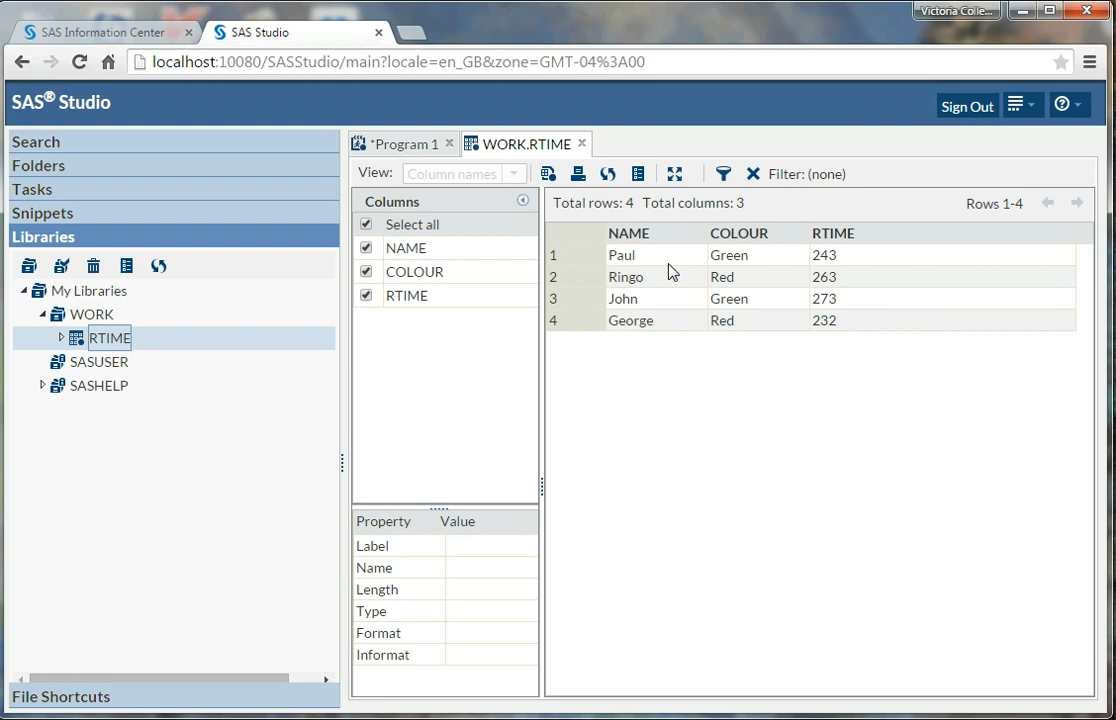 Victoria Colle...
SAS Information Center
SAS Studio
localhost:10080/SASStudio/main?locale=en_GB&zone=GMT-04%3A00
SAS® Studio
Sign Out
Search
Folders
Tasks
Snippets
Libraries
My Libraries
WORK
RTIME
SASUSER
SASHELP
File Shortcuts
*Program 1
WORK.RTIME
View: Column names
Filter: (none)
Columns
Select all
NAME
COLOUR
RTIME
Property Value
Label
Name
Length
Type
Format
Informat
Total rows: 4 Total columns: 3 Rows 1-4
NAME COLOUR RTIME
1 Paul Green 243
2 Ringo Red 263
3 John Green 273
4 George Red 232